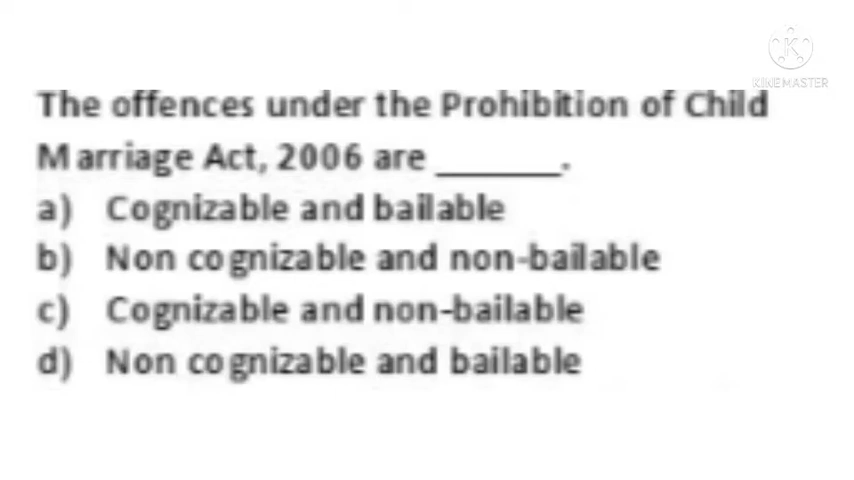 KINEMASTER
The offences under the Prohibition of Child
Marriage Act, 2006 are ______.
a) Cognizable and bailable
b) Non cognizable and non-bailable
c) Cognizable and non-bailable
d) Non cognizable and bailable